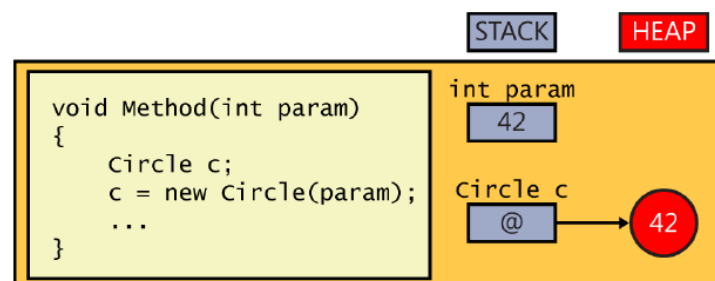 STACK HEAP
void Method(int param)
{
    Circle c;
    c = new Circle(param);
    ...
}
int param
42
Circle c
@ 42